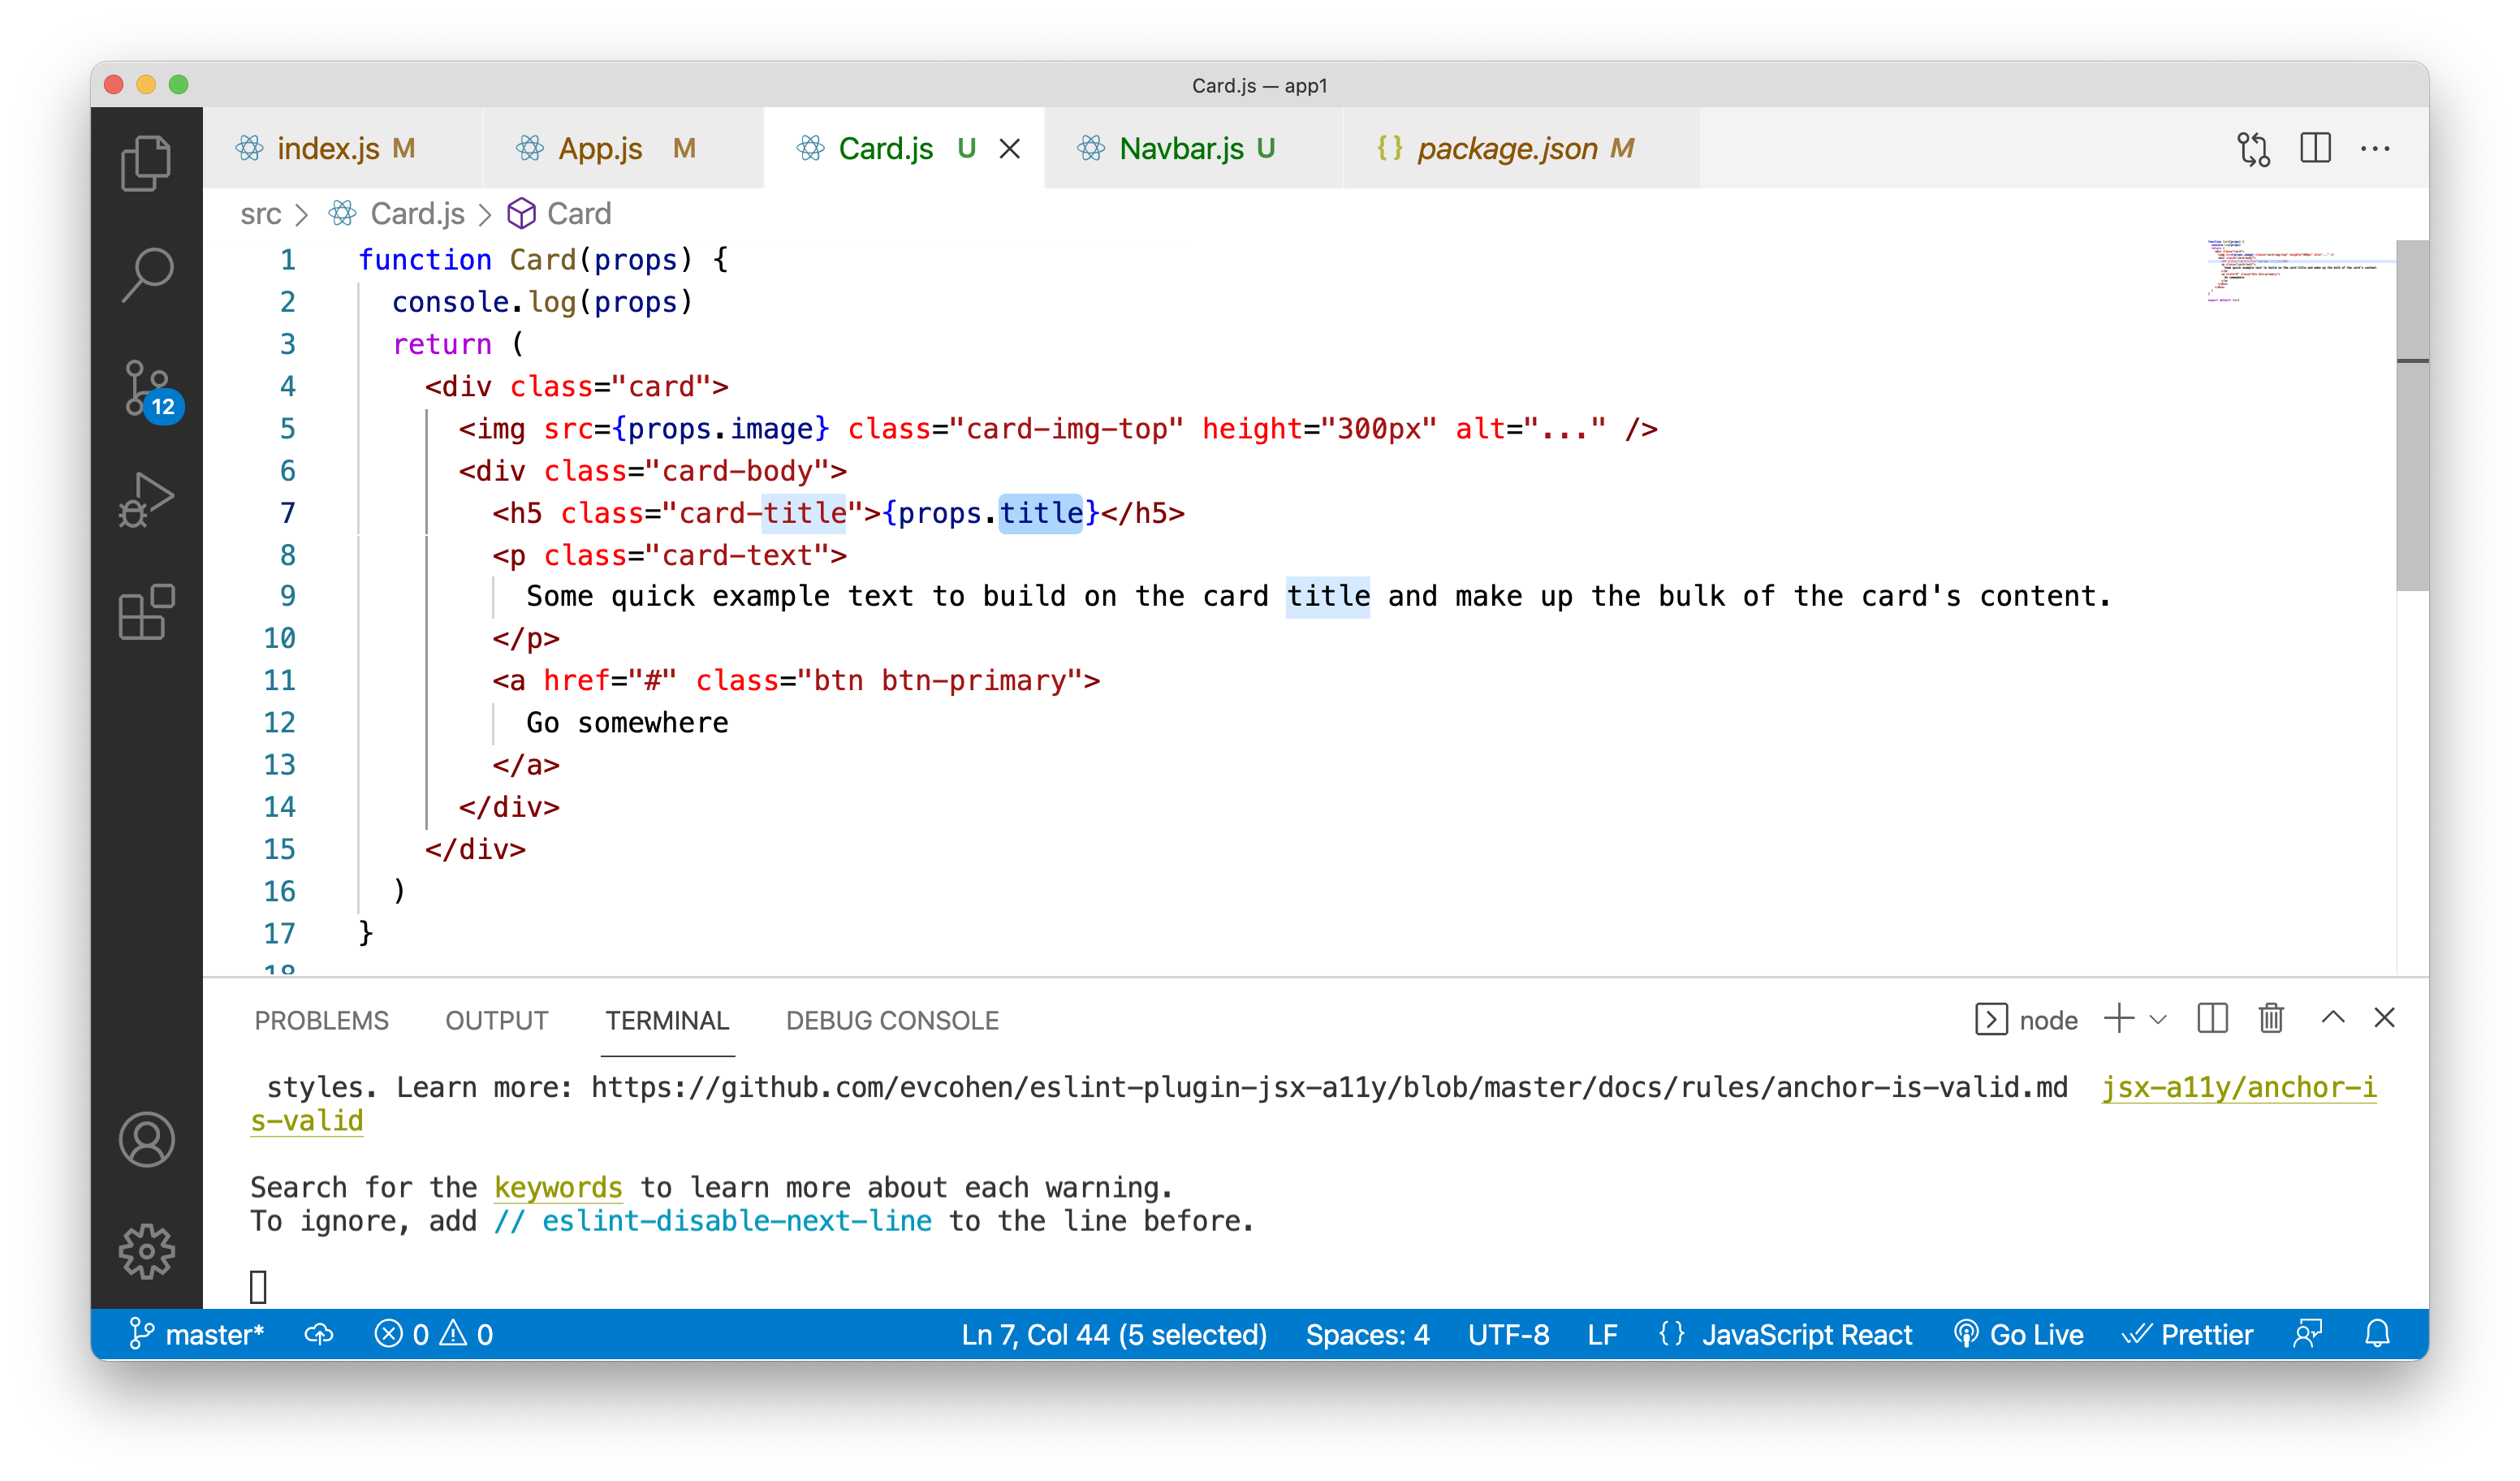 Card.js — app1
index.js M
App.js M
Card.js U
Navbar.js U
{} package.json M
src > Card.js > Card
12
1 function Card(props) {
2 console.log(props)
3 return (
4 <div class="card">
5 <img src={props.image} class="card-img-top" height="300px" alt="..." />
6 <div class="card-body">
7 <h5 class="card-title">{props.title}</h5>
8 <p class="card-text">
9 Some quick example text to build on the card title and make up the bulk of the card's content.
10 </p>
11 <a href="#" class="btn btn-primary">
12 Go somewhere
13 </a>
14 </div>
15 </div>
16 )
17 }
18
PROBLEMS OUTPUT TERMINAL DEBUG CONSOLE
node
styles. Learn more: https://github.com/evcohen/eslint-plugin-jsx-a11y/blob/master/docs/rules/anchor-is-valid.md jsx-a11y/anchor-i
s-valid
Search for the keywords to learn more about each warning.
To ignore, add // eslint-disable-next-line to the line before.
master* 0 0 Ln 7, Col 44 (5 selected) Spaces: 4 UTF-8 LF {} JavaScript React Go Live Prettier